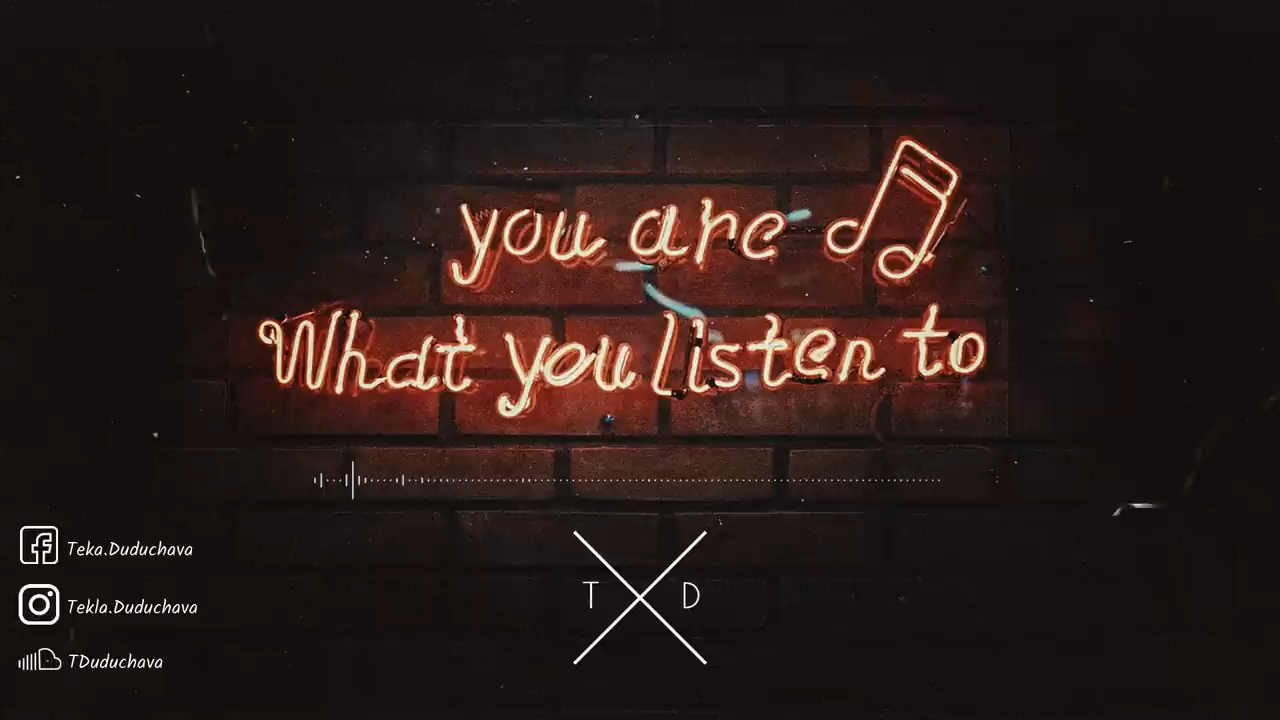 you are
What you listen to
Teka.Duduchava
T D
Tekla.Duduchava
TDuduchava